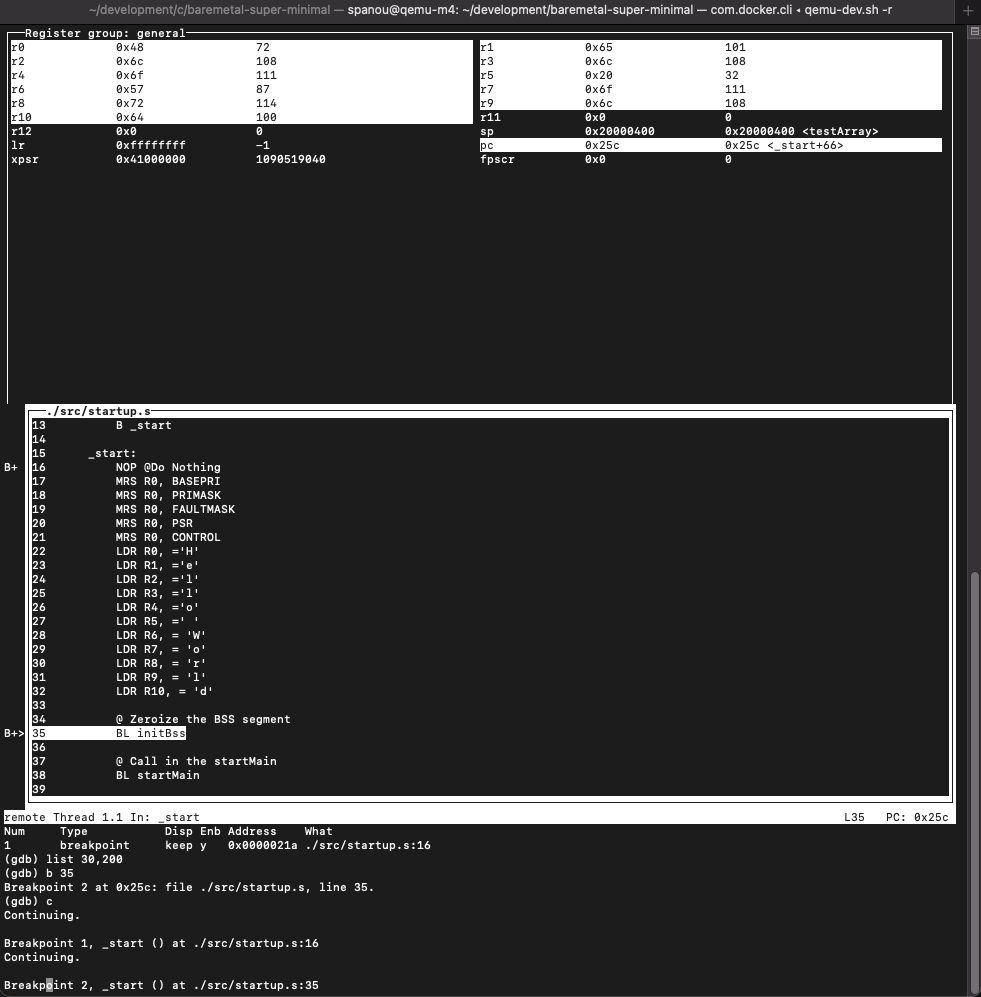 ~/development/c/baremetal-super-minimal — spanou@qemu-m4: ~/development/baremetal-super-minimal — com.docker.cli ◂ qemu-dev.sh -r
Register group: general
r0 0x48 72 r1 0x65 101
r2 0x6c 108 r3 0x6c 108
r4 0x6f 111 r5 0x20 32
r6 0x57 87 r7 0x6f 111
r8 0x72 114 r9 0x6c 108
r10 0x64 100 r11 0x0 0
r12 0x0 0 sp 0x20000400 0x20000400 <testArray>
lr 0xffffffff -1 pc 0x25c 0x25c <_start+66>
xpsr 0x41000000 1090519040 fpscr 0x0 0
./src/startup.s
13 B _start
14
15 _start:
B+ 16 NOP @Do Nothing
17 MRS R0, BASEPRI
18 MRS R0, PRIMASK
19 MRS R0, FAULTMASK
20 MRS R0, PSR
21 MRS R0, CONTROL
22 LDR R0, ='H'
23 LDR R1, ='e'
24 LDR R2, ='l'
25 LDR R3, ='l'
26 LDR R4, ='o'
27 LDR R5, =' '
28 LDR R6, = 'W'
29 LDR R7, = 'o'
30 LDR R8, = 'r'
31 LDR R9, = 'l'
32 LDR R10, = 'd'
33
34 @ Zeroize the BSS segment
B+> 35 BL initBss
36
37 @ Call in the startMain
38 BL startMain
39
remote Thread 1.1 In: _start L35 PC: 0x25c
Num Type Disp Enb Address What
1 breakpoint keep y 0x0000021a ./src/startup.s:16
(gdb) list 30,200
(gdb) b 35
Breakpoint 2 at 0x25c: file ./src/startup.s, line 35.
(gdb) c
Continuing.
Breakpoint 1, _start () at ./src/startup.s:16
Continuing.
Breakpoint 2, _start () at ./src/startup.s:35